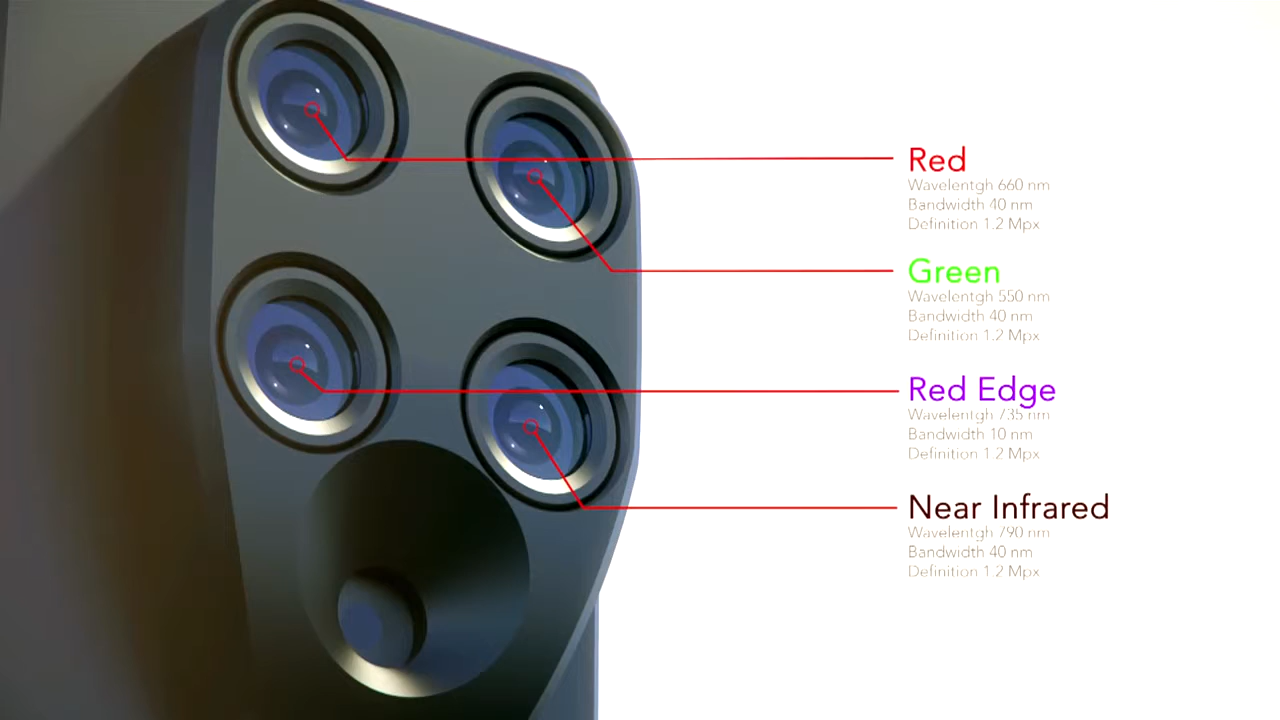 Red
Wavelentgh 660 nm
Bandwidth 40 nm
Definition 1.2 Mpx
Green
Wavelentgh 550 nm
Bandwidth 40 nm
Definition 1.2 Mpx
Red Edge
Wavelentgh 735 nm
Bandwidth 10 nm
Definition 1.2 Mpx
Near Infrared
Wavelentgh 790 nm
Bandwidth 40 nm
Definition 1.2 Mpx